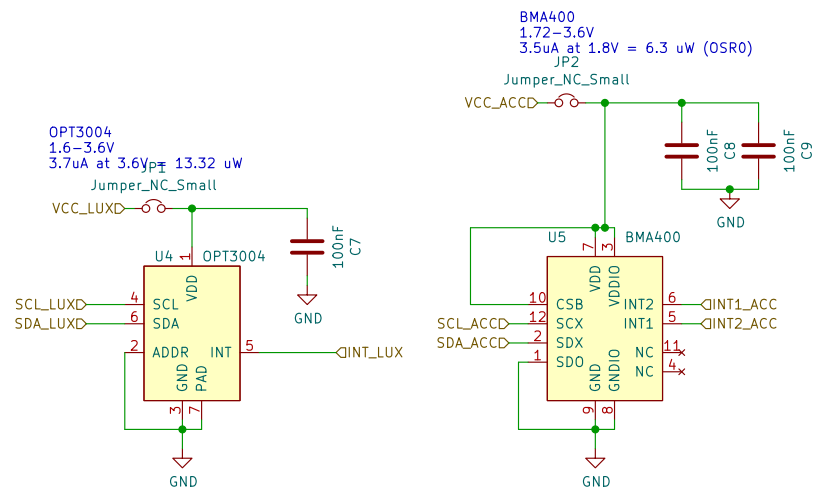 BMA400
1.72-3.6V
3.5uA at 1.8V = 6.3 uW (OSR0)
JP2
Jumper_NC_Small
VCC_ACC
100nF
C8
100nF
C9
GND
OPT3004
1.6-3.6V
3.7uA at 3.6V = 13.32 uW
JP1
Jumper_NC_Small
VCC_LUX
100nF
C7
GND
U4
OPT3004
1
VDD
SCL_LUX
4
SCL
SDA_LUX
6
SDA
2
ADDR
INT
5
INT_LUX
GND
PAD
3
7
GND
U5
BMA400
7
3
VDD
VDDIO
10
CSB
INT2
6
INT1_ACC
SCL_ACC
12
SCX
INT1
5
INT2_ACC
SDA_ACC
2
SDX
1
SDO
NC
11
NC
4
GND
GNDIO
9
8
GND